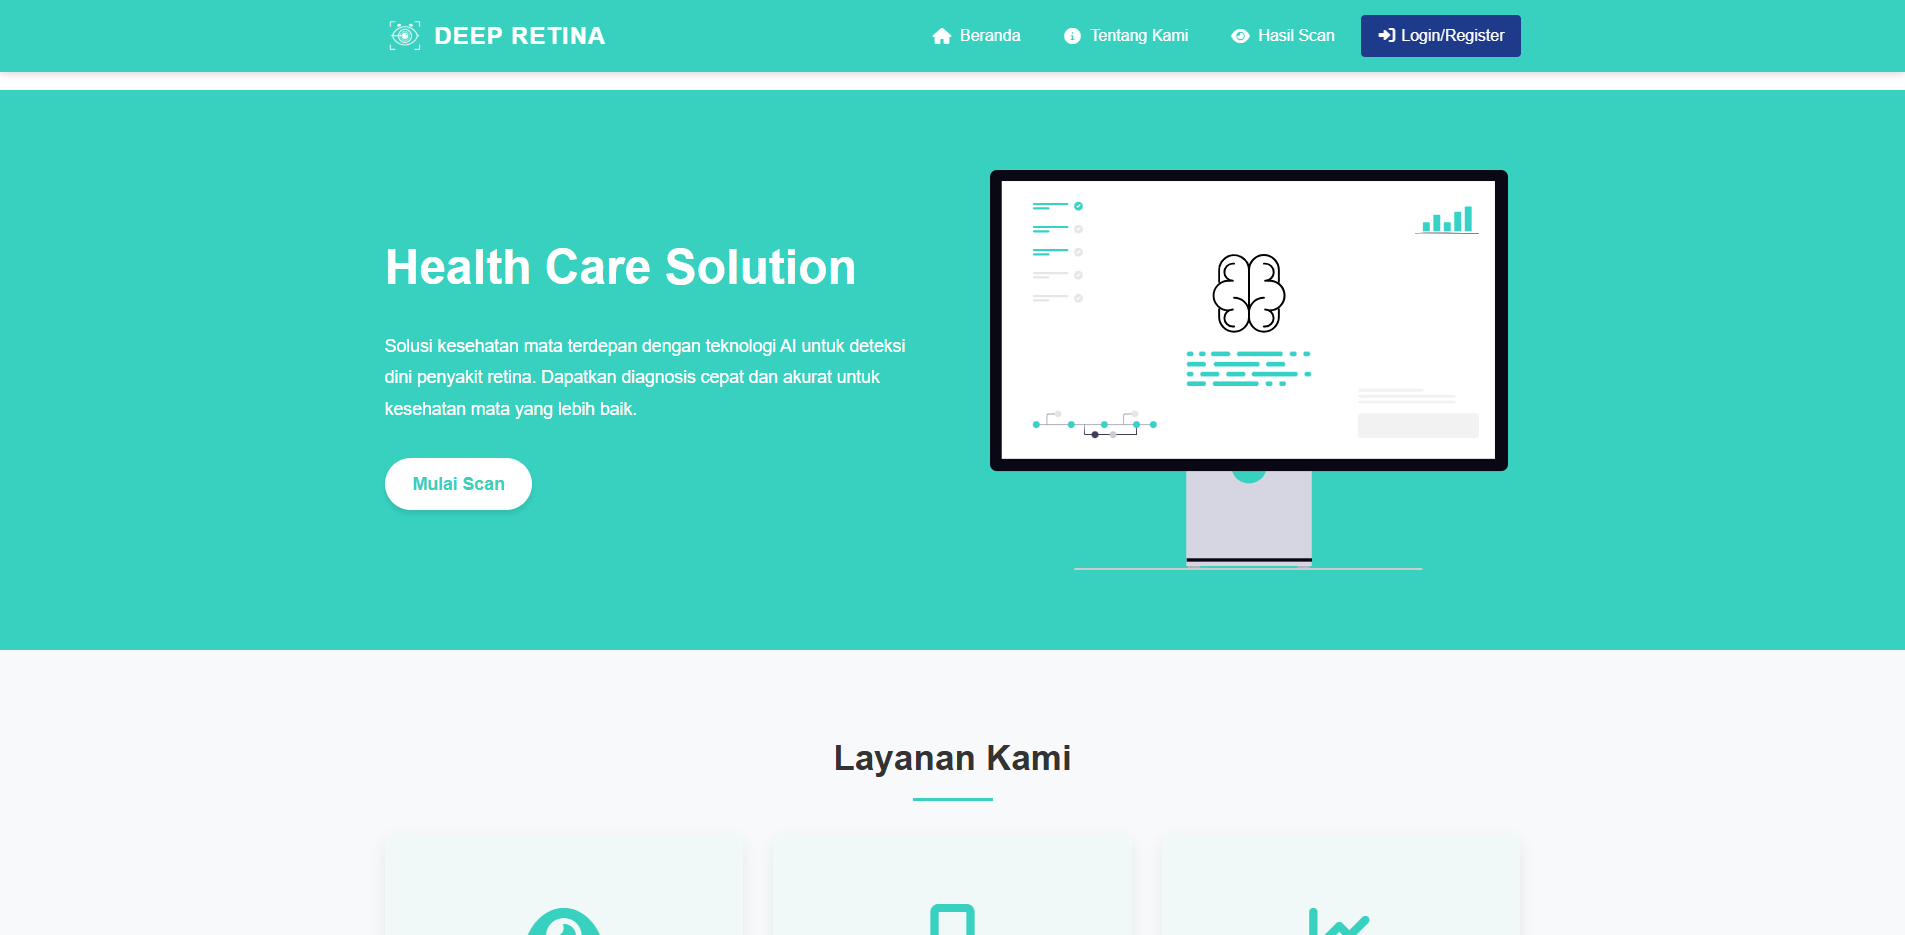 DEEP RETINA
Beranda
Tentang Kami
Hasil Scan
Login/Register
Health Care Solution
Solusi kesehatan mata terdepan dengan teknologi AI untuk deteksi
dini penyakit retina. Dapatkan diagnosis cepat dan akurat untuk
kesehatan mata yang lebih baik.
Mulai Scan
Layanan Kami